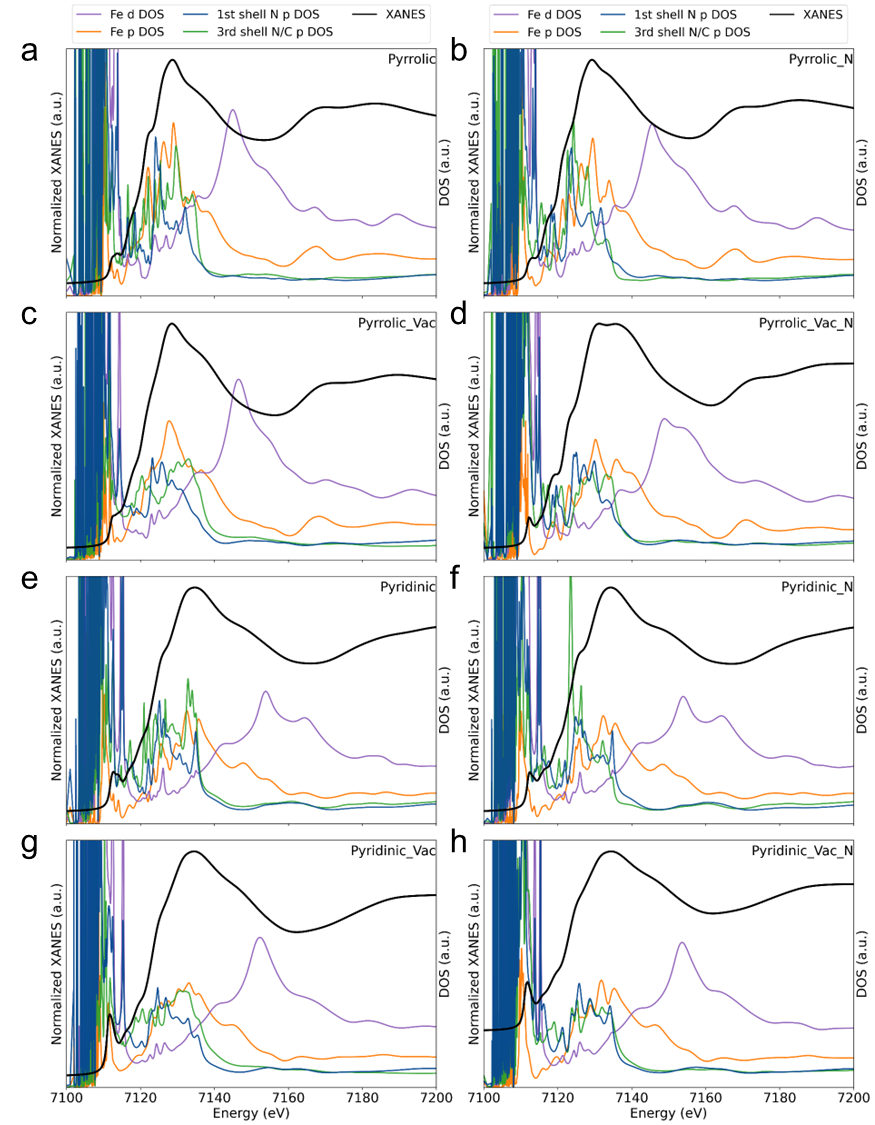 Fe d DOS 1st shell N p DOS XANES
Fe p DOS 3rd shell N/C p DOS
Fe d DOS 1st shell N p DOS XANES
Fe p DOS 3rd shell N/C p DOS
a
Pyrrolic
Normalized XANES (a.u.)
DOS (a.u.)
b
Pyrrolic_N
Normalized XANES (a.u.)
DOS (a.u.)
c
Pyrrolic_Vac
Normalized XANES (a.u.)
DOS (a.u.)
d
Pyrrolic_Vac_N
Normalized XANES (a.u.)
DOS (a.u.)
e
Pyridinic
Normalized XANES (a.u.)
DOS (a.u.)
f
Pyridinic_N
Normalized XANES (a.u.)
DOS (a.u.)
g
Pyridinic_Vac
Normalized XANES (a.u.)
DOS (a.u.)
7100 7120 7140 7160 7180 7200
Energy (eV)
h
Pyridinic_Vac_N
Normalized XANES (a.u.)
DOS (a.u.)
7100 7120 7140 7160 7180 7200
Energy (eV)